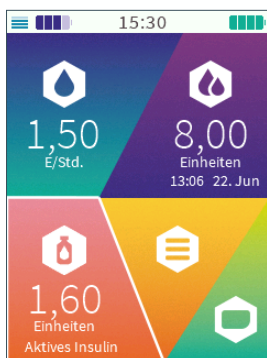 15:30
1,50
E/Std.
8,00
Einheiten
13:06 22. Jun
1,60
Einheiten
Aktives Insulin